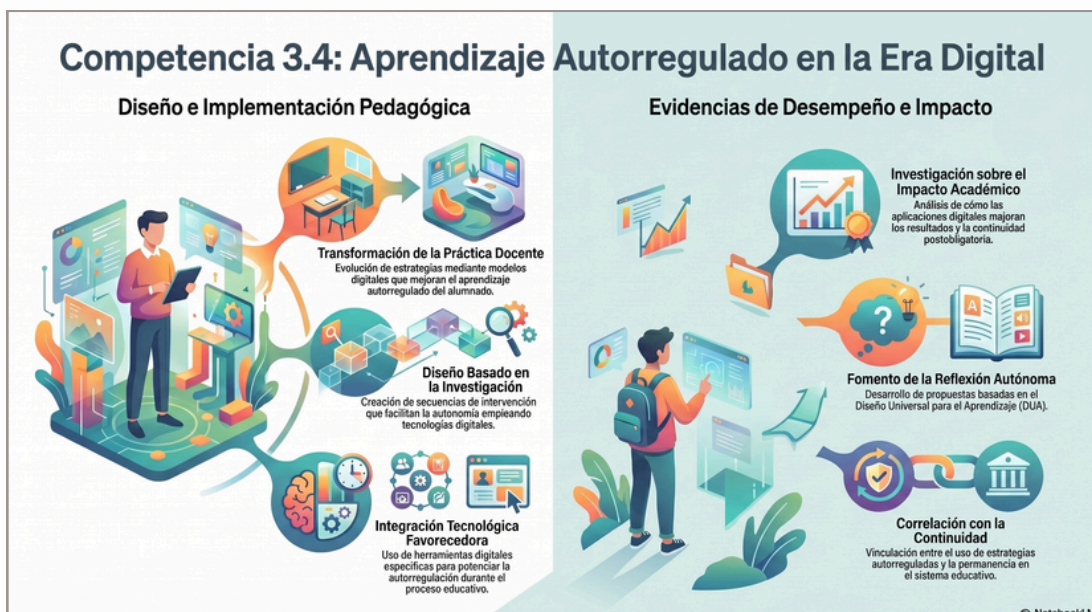 Competencia 3.4: Aprendizaje Autorregulado en la Era Digital
Diseño e Implementación Pedagógica
Transformación de la Práctica Docente
Evolución de estrategias mediante modelos
digitales que mejoran el aprendizaje
autorregulado del alumnado.
Diseño Basado en
la Investigación
Creación de secuencias de intervención
que facilitan la autonomía empleando
tecnologías digitales.
Integración Tecnológica
Favorecedora
Uso de herramientas digitales
específicas para potenciar la
autorregulación durante el
proceso educativo.
Evidencias de Desempeño e Impacto
Investigación sobre el
Impacto Académico
Análisis de cómo las
aplicaciones digitales majoran
los resultados y la continuidad
postobligatoria.
?
A
Fomento de la Reflexión Autónoma
Desarrollo de propuestas basadas en el
Diseño Universal para el Aprendizaje (DUA).
Correlación con la
Continuidad
Vinculación entre el uso de estrategias
autorreguladas y la permanencia en
el sistema educativo.